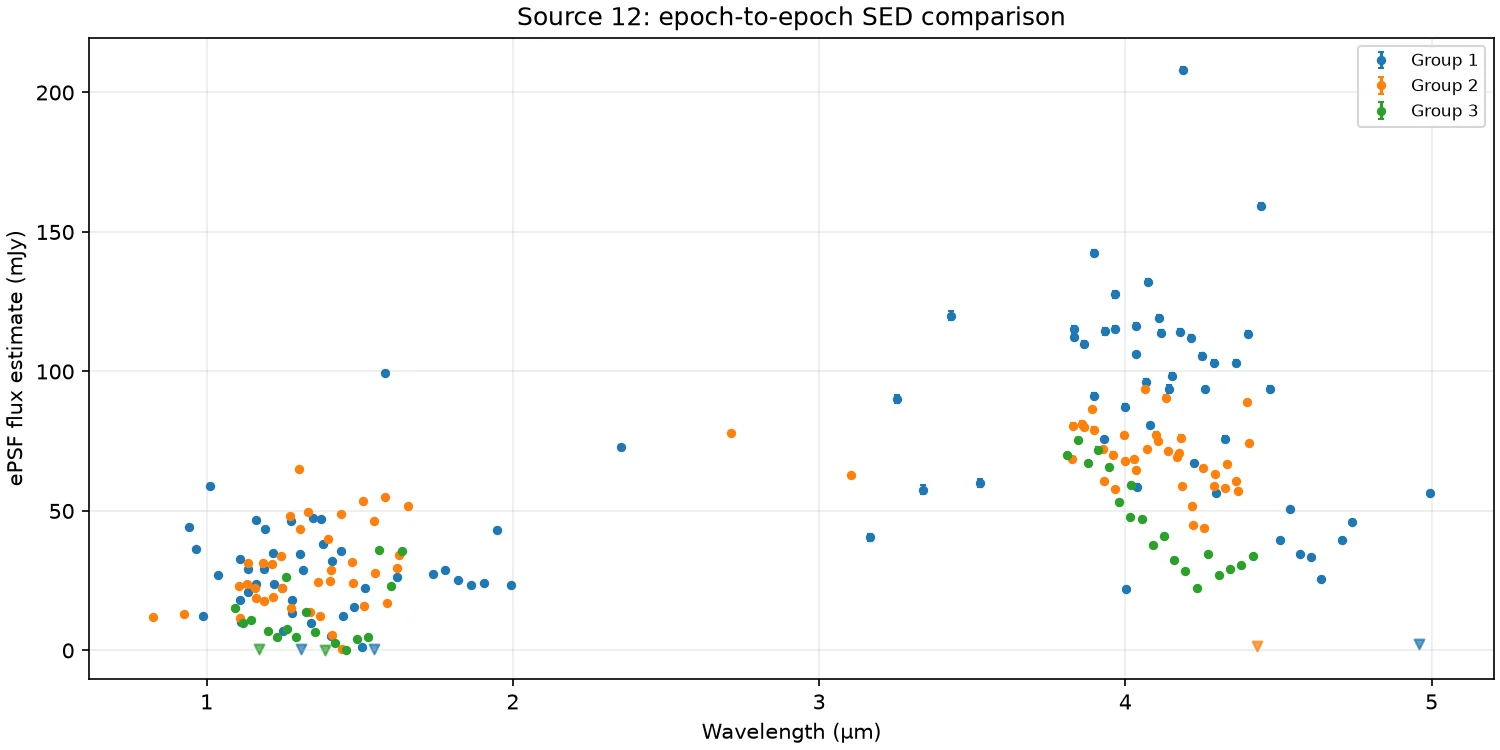 Source 12: epoch-to-epoch SED comparison
ePSF flux estimate (mJy)
200
150
100
50
0
Group 1
Group 2
Group 3
1 2 3 4 5
Wavelength (μm)